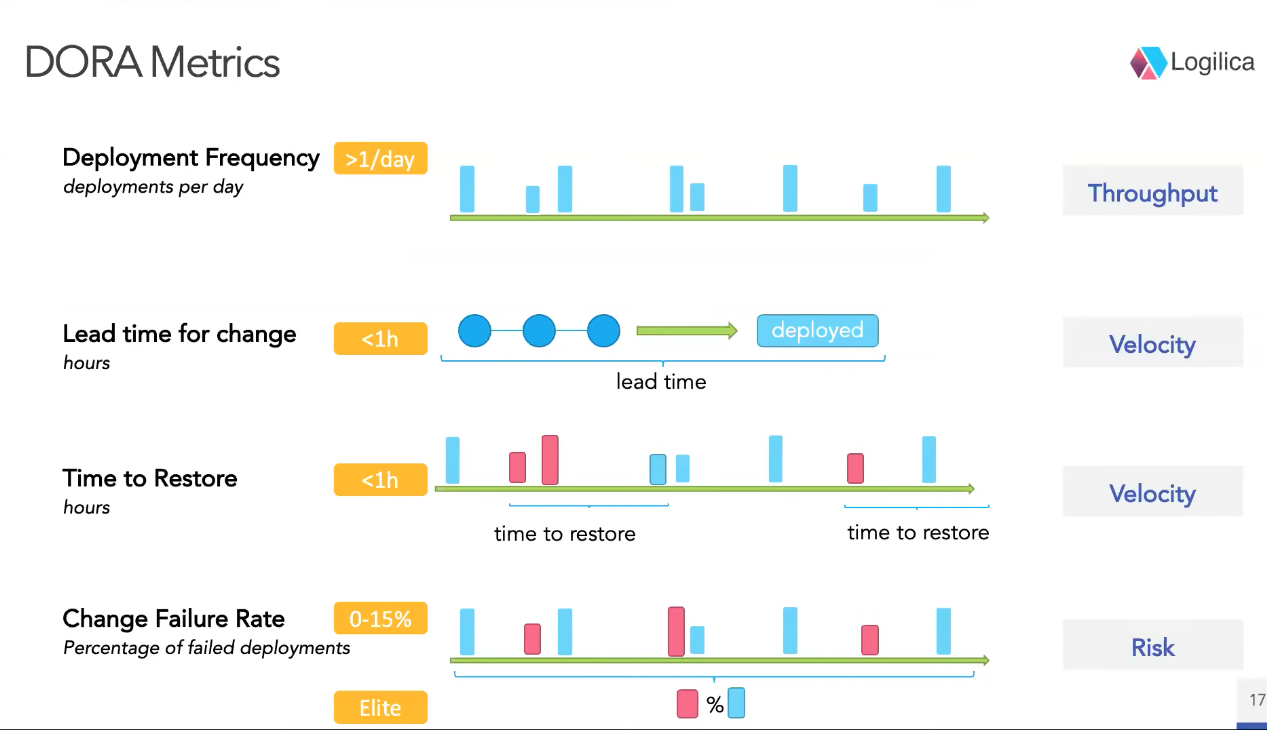 DORA Metrics
Logilica
Deployment Frequency
>1/day
deployments per day
Throughput
Lead time for change
<1h
hours
deployed
lead time
Velocity
Time to Restore
<1h
hours
time to restore
time to restore
Velocity
Change Failure Rate
0-15%
Percentage of failed deployments
Risk
Elite
%
17